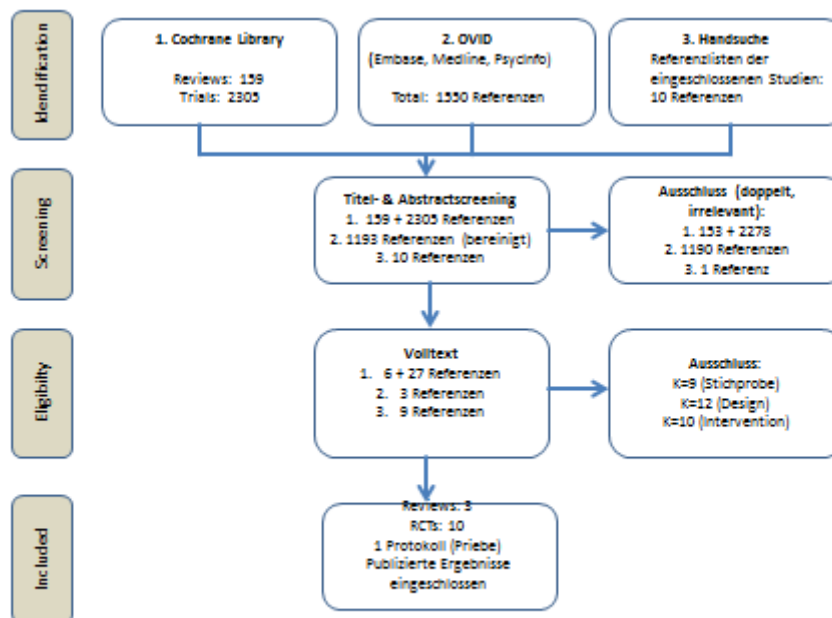 Idendification
1. Cochrane Library
Reviews: 159
Trials: 2305
2. OVID
(Embase, Medline, PsycInfo)
Total: 1550 Referenzen
3. Handsuche
Referenzlisten der
eingeschlossenen Studien:
10 Referenzen
Screening
Titel- & Abstractscreening
1. 159 + 2305 Referenzen
2. 1193 Referenzen (bereinigt)
3. 10 Referenzen
Ausschluss (doppelt,
irrelevant):
1. 153 + 2278
2. 1190 Referenzen
3. 1 Referenz
Eligibilty
Volltext
1. 6 + 27 Referenzen
2. 3 Referenzen
3. 9 Referenzen
Ausschluss:
K=9 (Stichprobe)
K=12 (Design)
K=10 (Intervention)
Included
Reviews: 3
RCTs: 10
1 Protokoll (Priebe)
Publizierte Ergebnisse
eingeschlossen